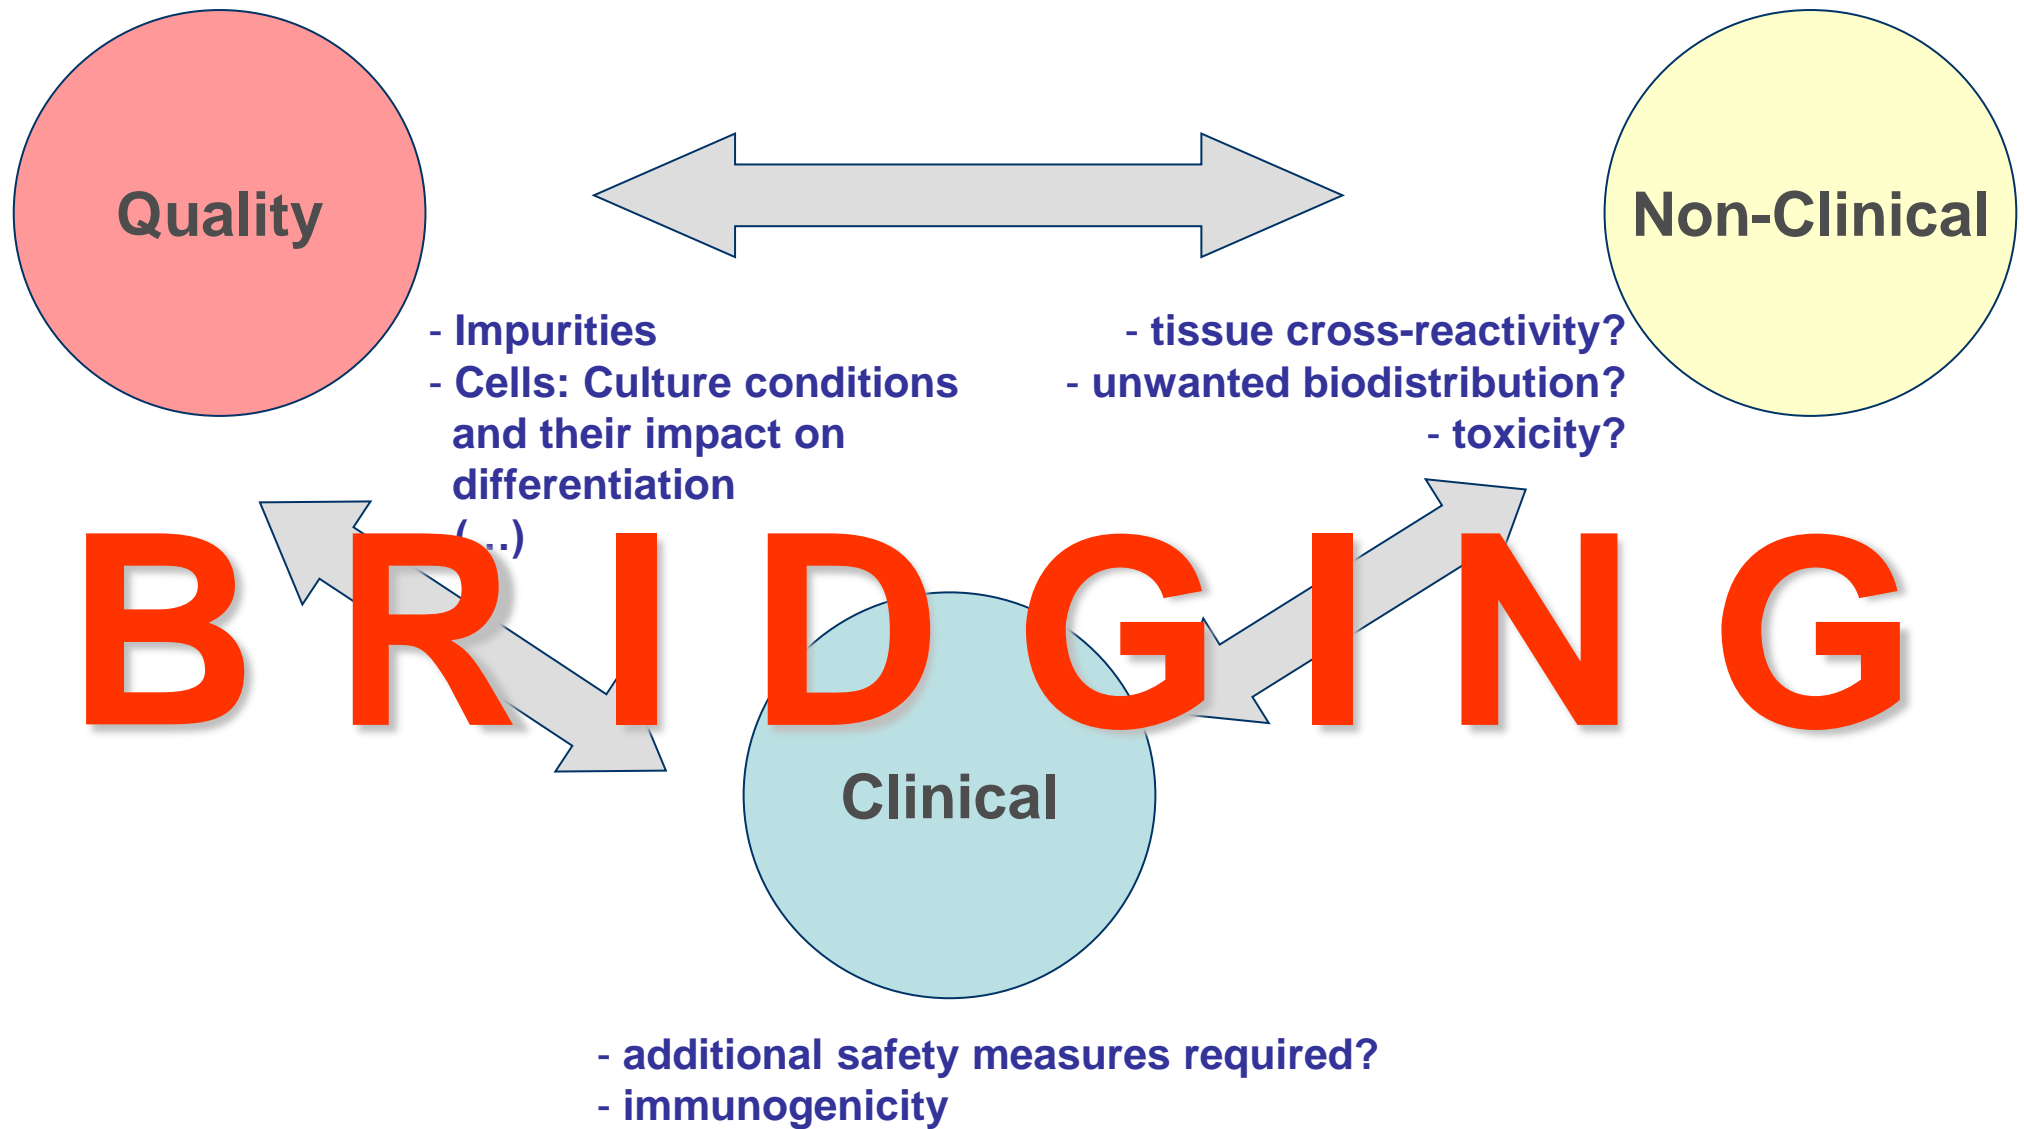 Quality
Non-Clinical
- Impurities
- Cells: Culture conditions
and their impact on
differentiation
(...)
- tissue cross-reactivity?
- unwanted biodistribution?
- toxicity?
B R I D G I N G
Clinical
- additional safety measures required?
- immunogenicity